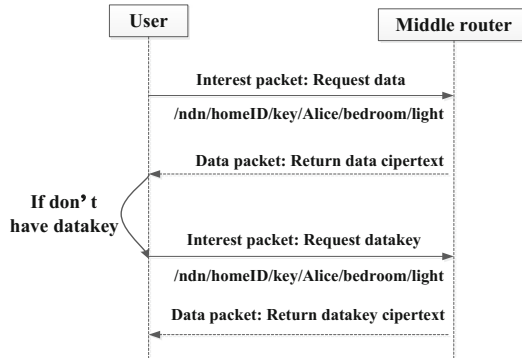 User
Middle router
Interest packet: Request data
/ndn/homeID/key/Alice/bedroom/light
Data packet: Return data cipertext
If don't
have datakey
Interest packet: Request datakey
/ndn/homeID/key/Alice/bedroom/light
Data packet: Return datakey cipertext